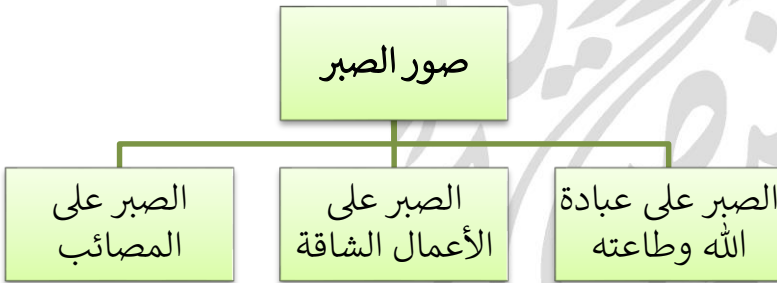 صور الصبر
الصبر على عبادة
الله وطاعته
الصبر على
الأعمال الشاقة
الصبر على
المصائب